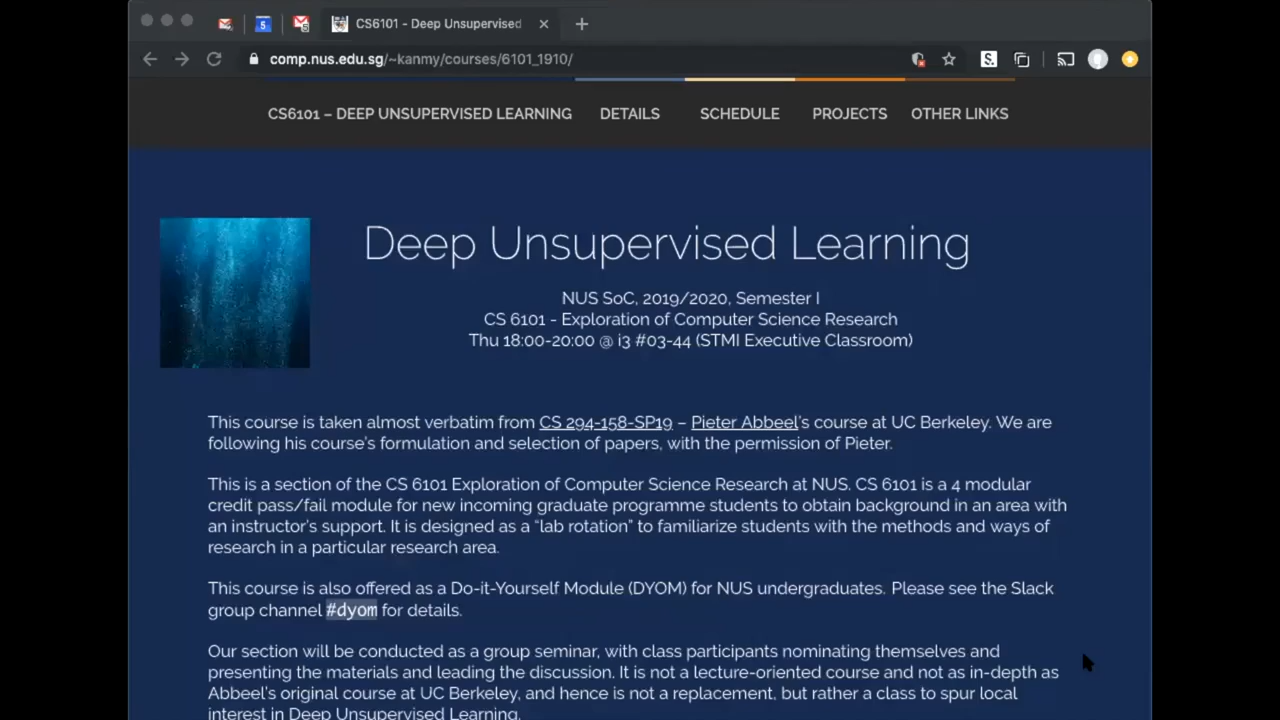 CS6101 - Deep Unsupervised
comp.nus.edu.sg/~kanmy/courses/6101_1910/
CS6101 – DEEP UNSUPERVISED LEARNING DETAILS SCHEDULE PROJECTS OTHER LINKS
Deep Unsupervised Learning
NUS SoC, 2019/2020, Semester I
CS 6101 - Exploration of Computer Science Research
Thu 18:00-20:00 @ i3 #03-44 (STMI Executive Classroom)
This course is taken almost verbatim from CS 294-158-SP19 – Pieter Abbeel's course at UC Berkeley. We are
following his course's formulation and selection of papers, with the permission of Pieter.
This is a section of the CS 6101 Exploration of Computer Science Research at NUS. CS 6101 is a 4 modular
credit pass/fail module for new incoming graduate programme students to obtain background in an area with
an instructor's support. It is designed as a “lab rotation” to familiarize students with the methods and ways of
research in a particular research area.
This course is also offered as a Do-it-Yourself Module (DYOM) for NUS undergraduates. Please see the Slack
group channel #dyom for details.
Our section will be conducted as a group seminar, with class participants nominating themselves and
presenting the materials and leading the discussion. It is not a lecture-oriented course and not as in-depth as
Abbeel's original course at UC Berkeley, and hence is not a replacement, but rather a class to spur local
interest in Deep Unsupervised Learning.